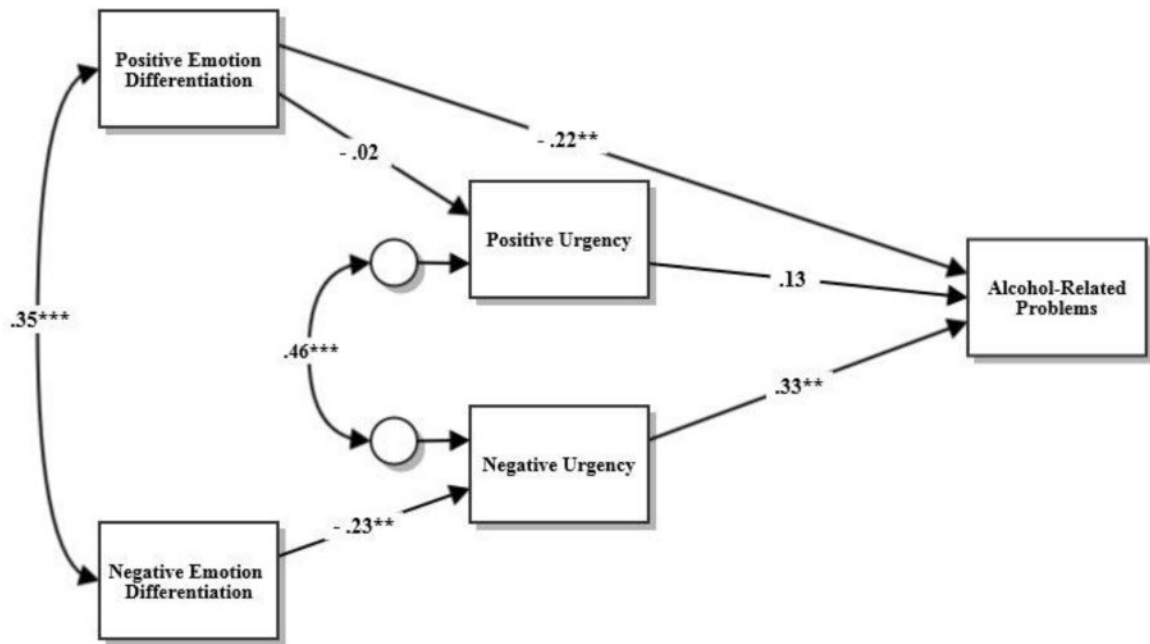 Positive Emotion
Differentiation
- .22**
- .02
Positive Urgency
.13
Alcohol-Related
Problems
.35***
.46***
.33**
Negative Urgency
- .23**
Negative Emotion
Differentiation